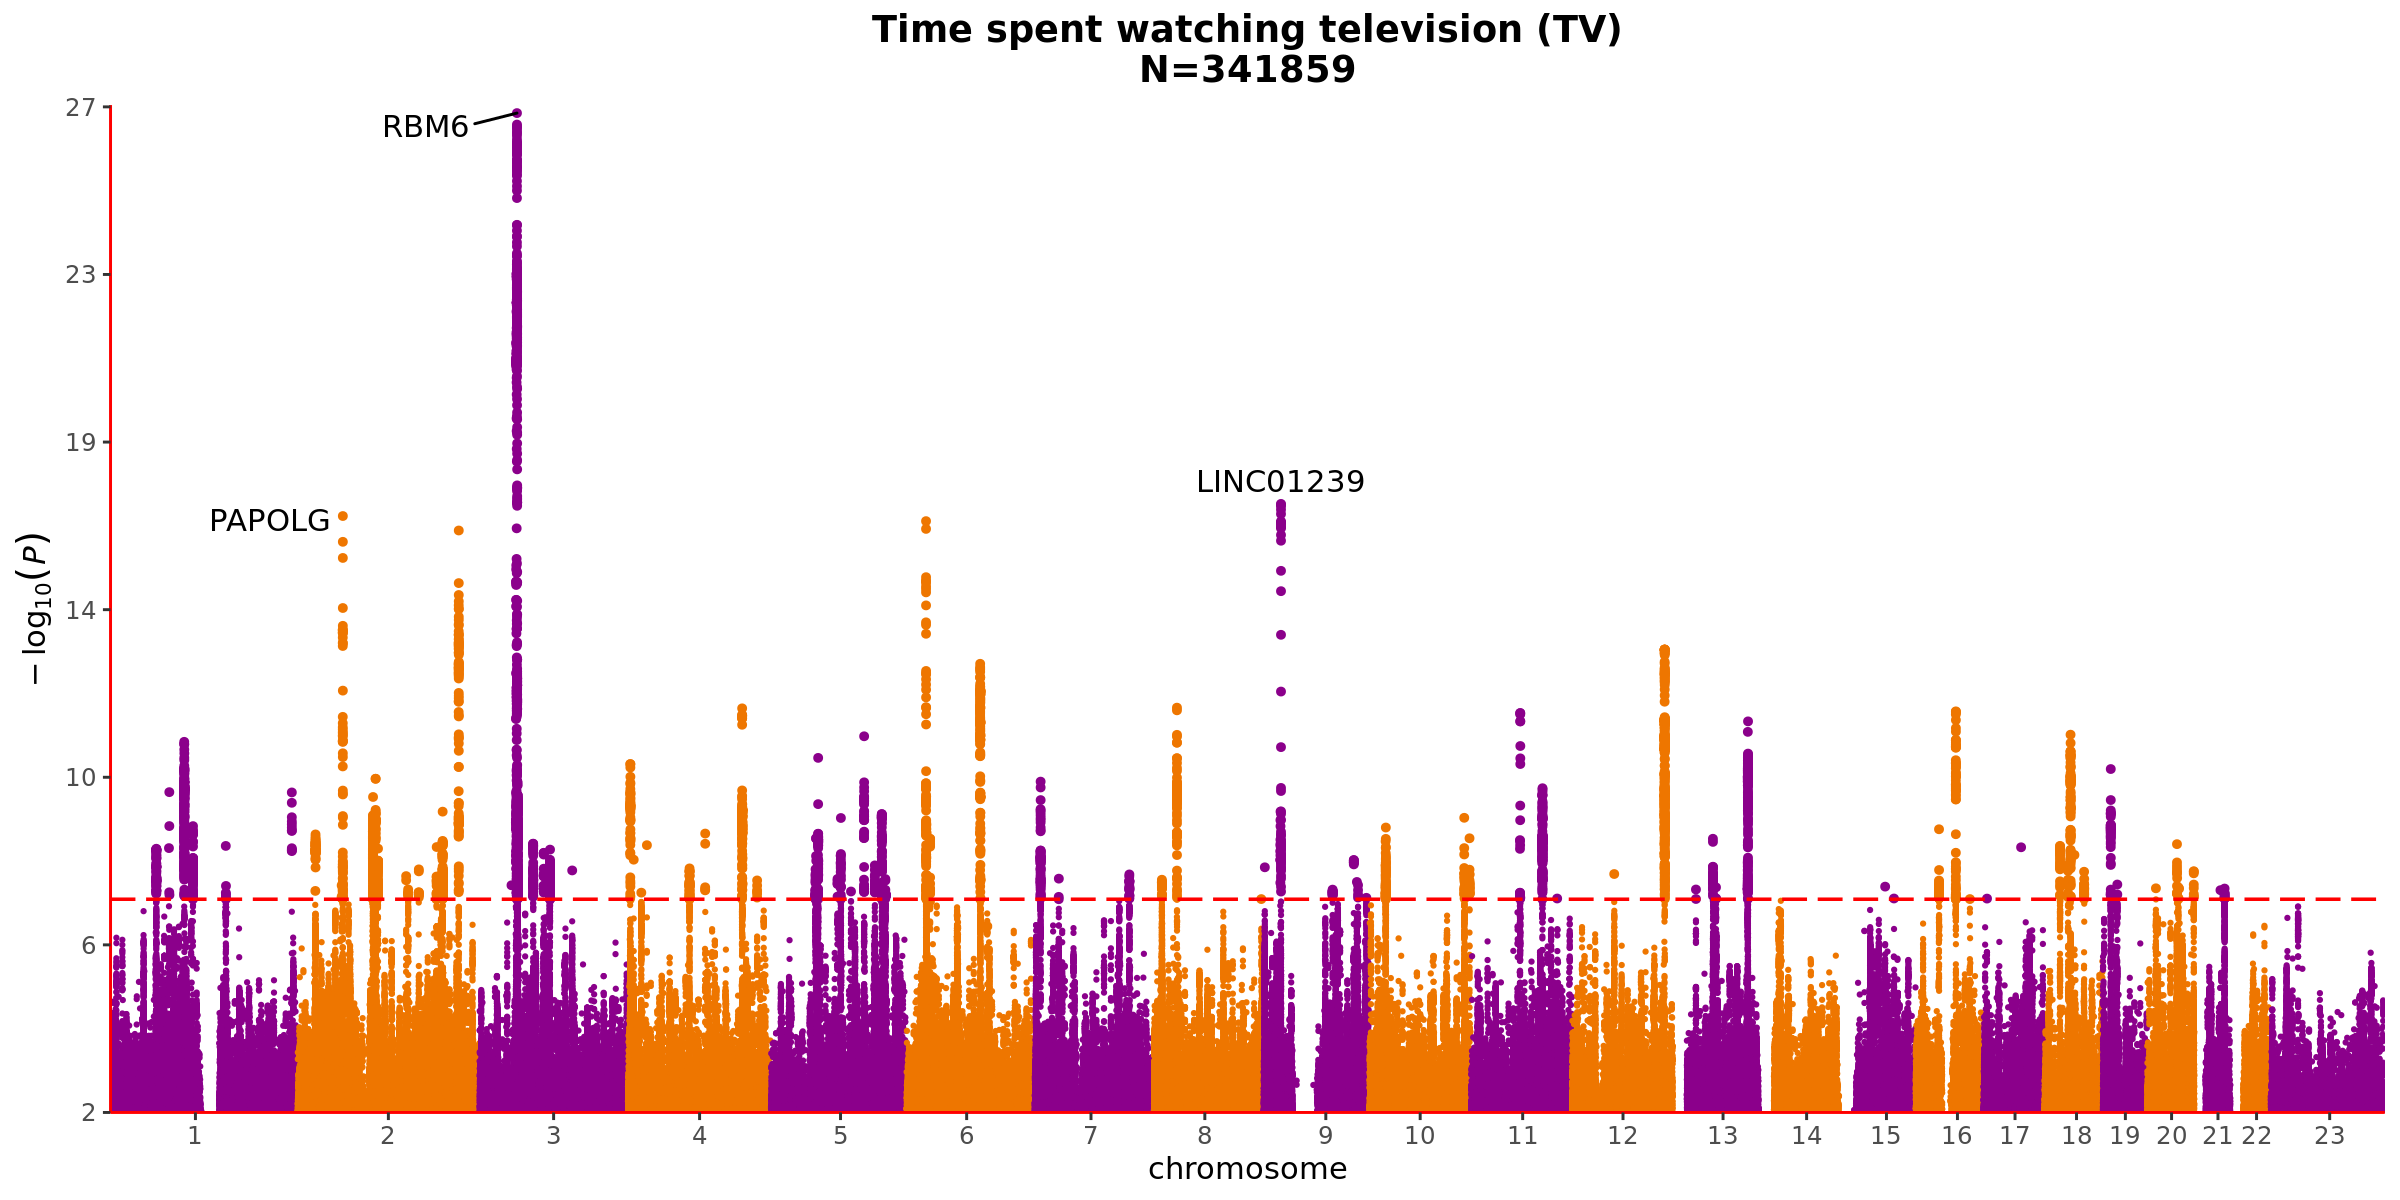 Time spent watching television (TV)
N=341859
27
RBM6
23
19
LINC01239
PAPOLG
− log10(P)
14
10
6
2
1 2 3 4 5 6 7 8 9 10 11 12 13 14 15 16 17 18 19 20 21 22 23
chromosome